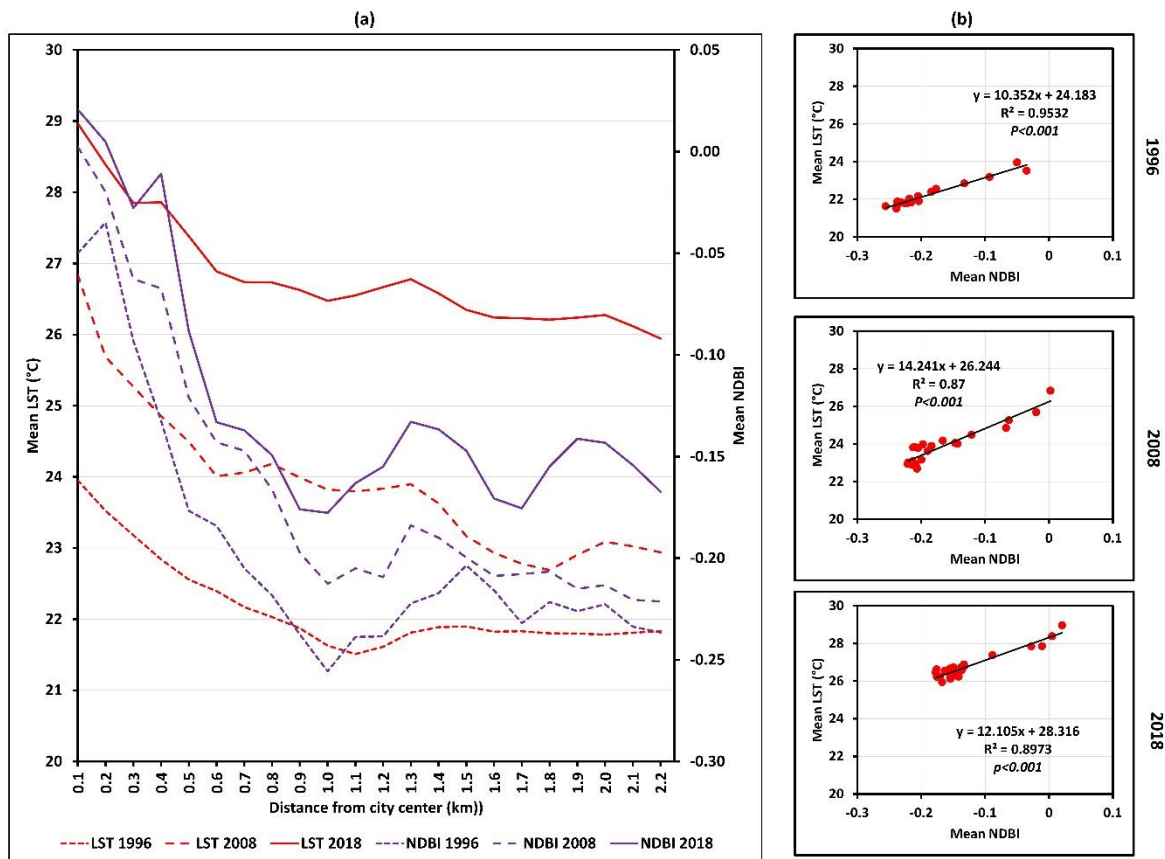 (a)
30
29
28
27
26
25
24
23
22
21
20
Mean LST (°C)
0.05
0.00
-0.05
-0.10
-0.15
-0.20
-0.25
-0.30
Mean NDBI
0.1
0.2
0.3
0.4
0.5
0.6
0.7
0.8
0.9
1.0
1.1
1.2
1.3
1.4
1.5
1.6
1.7
1.8
1.9
2.0
2.1
2.2
Distance from city center (km))
LST 1996 LST 2008 LST 2018 NDBI 1996 NDBI 2008 NDBI 2018
(b)
30
28
26
24
22
20
Mean LST (°C)
y = 10.352x + 24.183
R² = 0.9532
P<0.001
-0.3 -0.2 -0.1 0 0.1
Mean NDBI
1996
30
28
26
24
22
20
Mean LST (°C)
y = 14.241x + 26.244
R² = 0.87
P<0.001
-0.3 -0.2 -0.1 0 0.1
Mean NDBI
2008
30
28
26
24
22
20
Mean LST (°C)
y = 12.105x + 28.316
R² = 0.8973
p<0.001
-0.3 -0.2 -0.1 0 0.1
Mean NDBI
2018